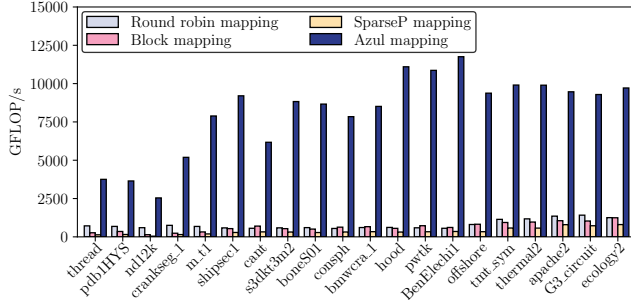 15000
12500
10000
7500
5000
2500
0
GFLOP/s
Round robin mapping
Block mapping
SparseP mapping
Azul mapping
thread
pdb1HYS
nd12k
crankseg_1
m_t1
shipsec1
cant
s3dkt3m2
boneS01
consph
bmwcra_1
hood
pwtk
BenElechi1
offshore
tmt_sym
thermal2
apache2
G3_circuit
ecology2